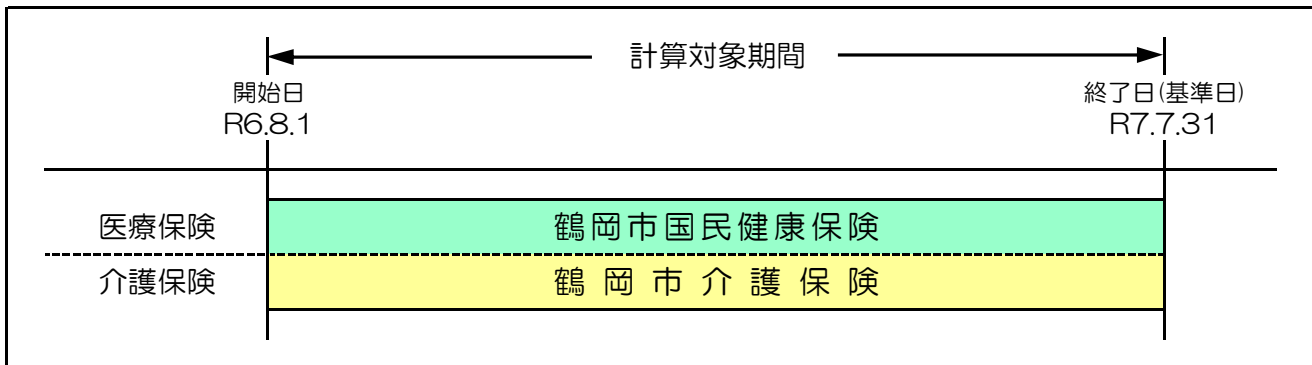 計算対象期間
開始日
R6.8.1
終了日(基準日)
R7.7.31
医療保険
鶴岡市国民健康保険
介護保険
鶴岡市介護保険